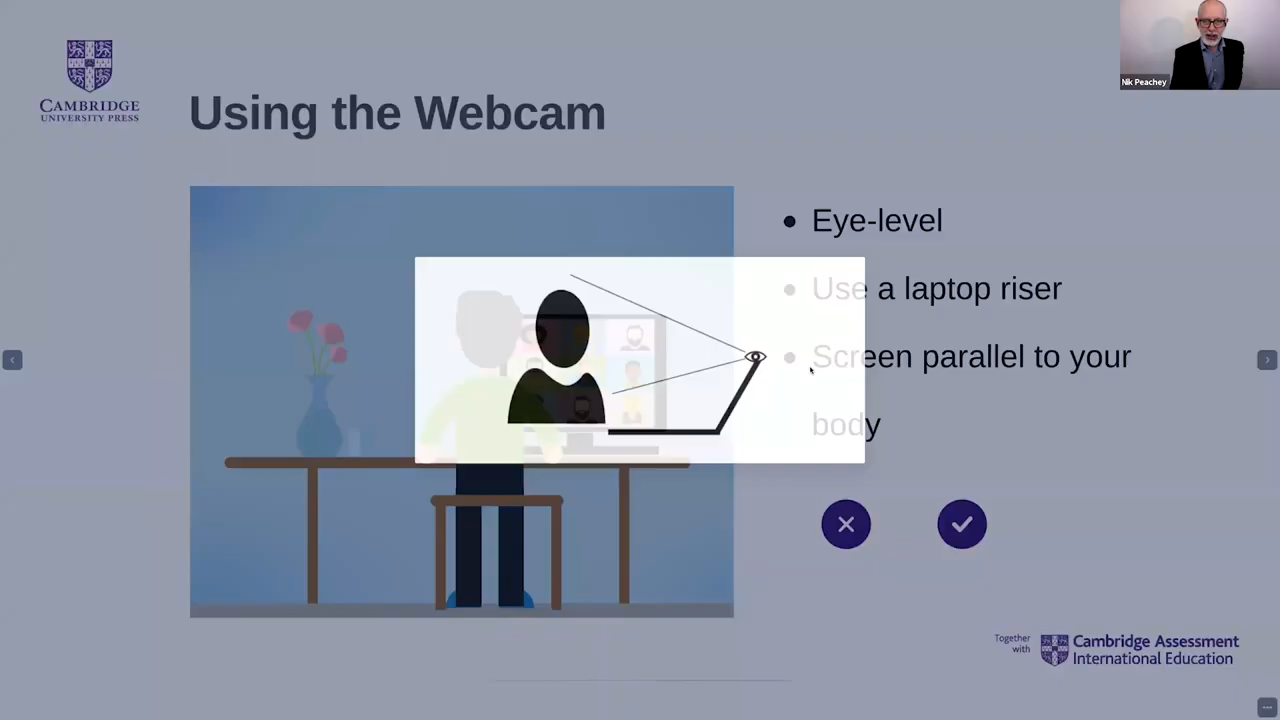 CAMBRIDGE
UNIVERSITY PRESS
Using the Webcam
Nik Peachey
Eye-level
Use a laptop riser
Screen parallel to your
body
Together
with
Cambridge Assessment
International Education